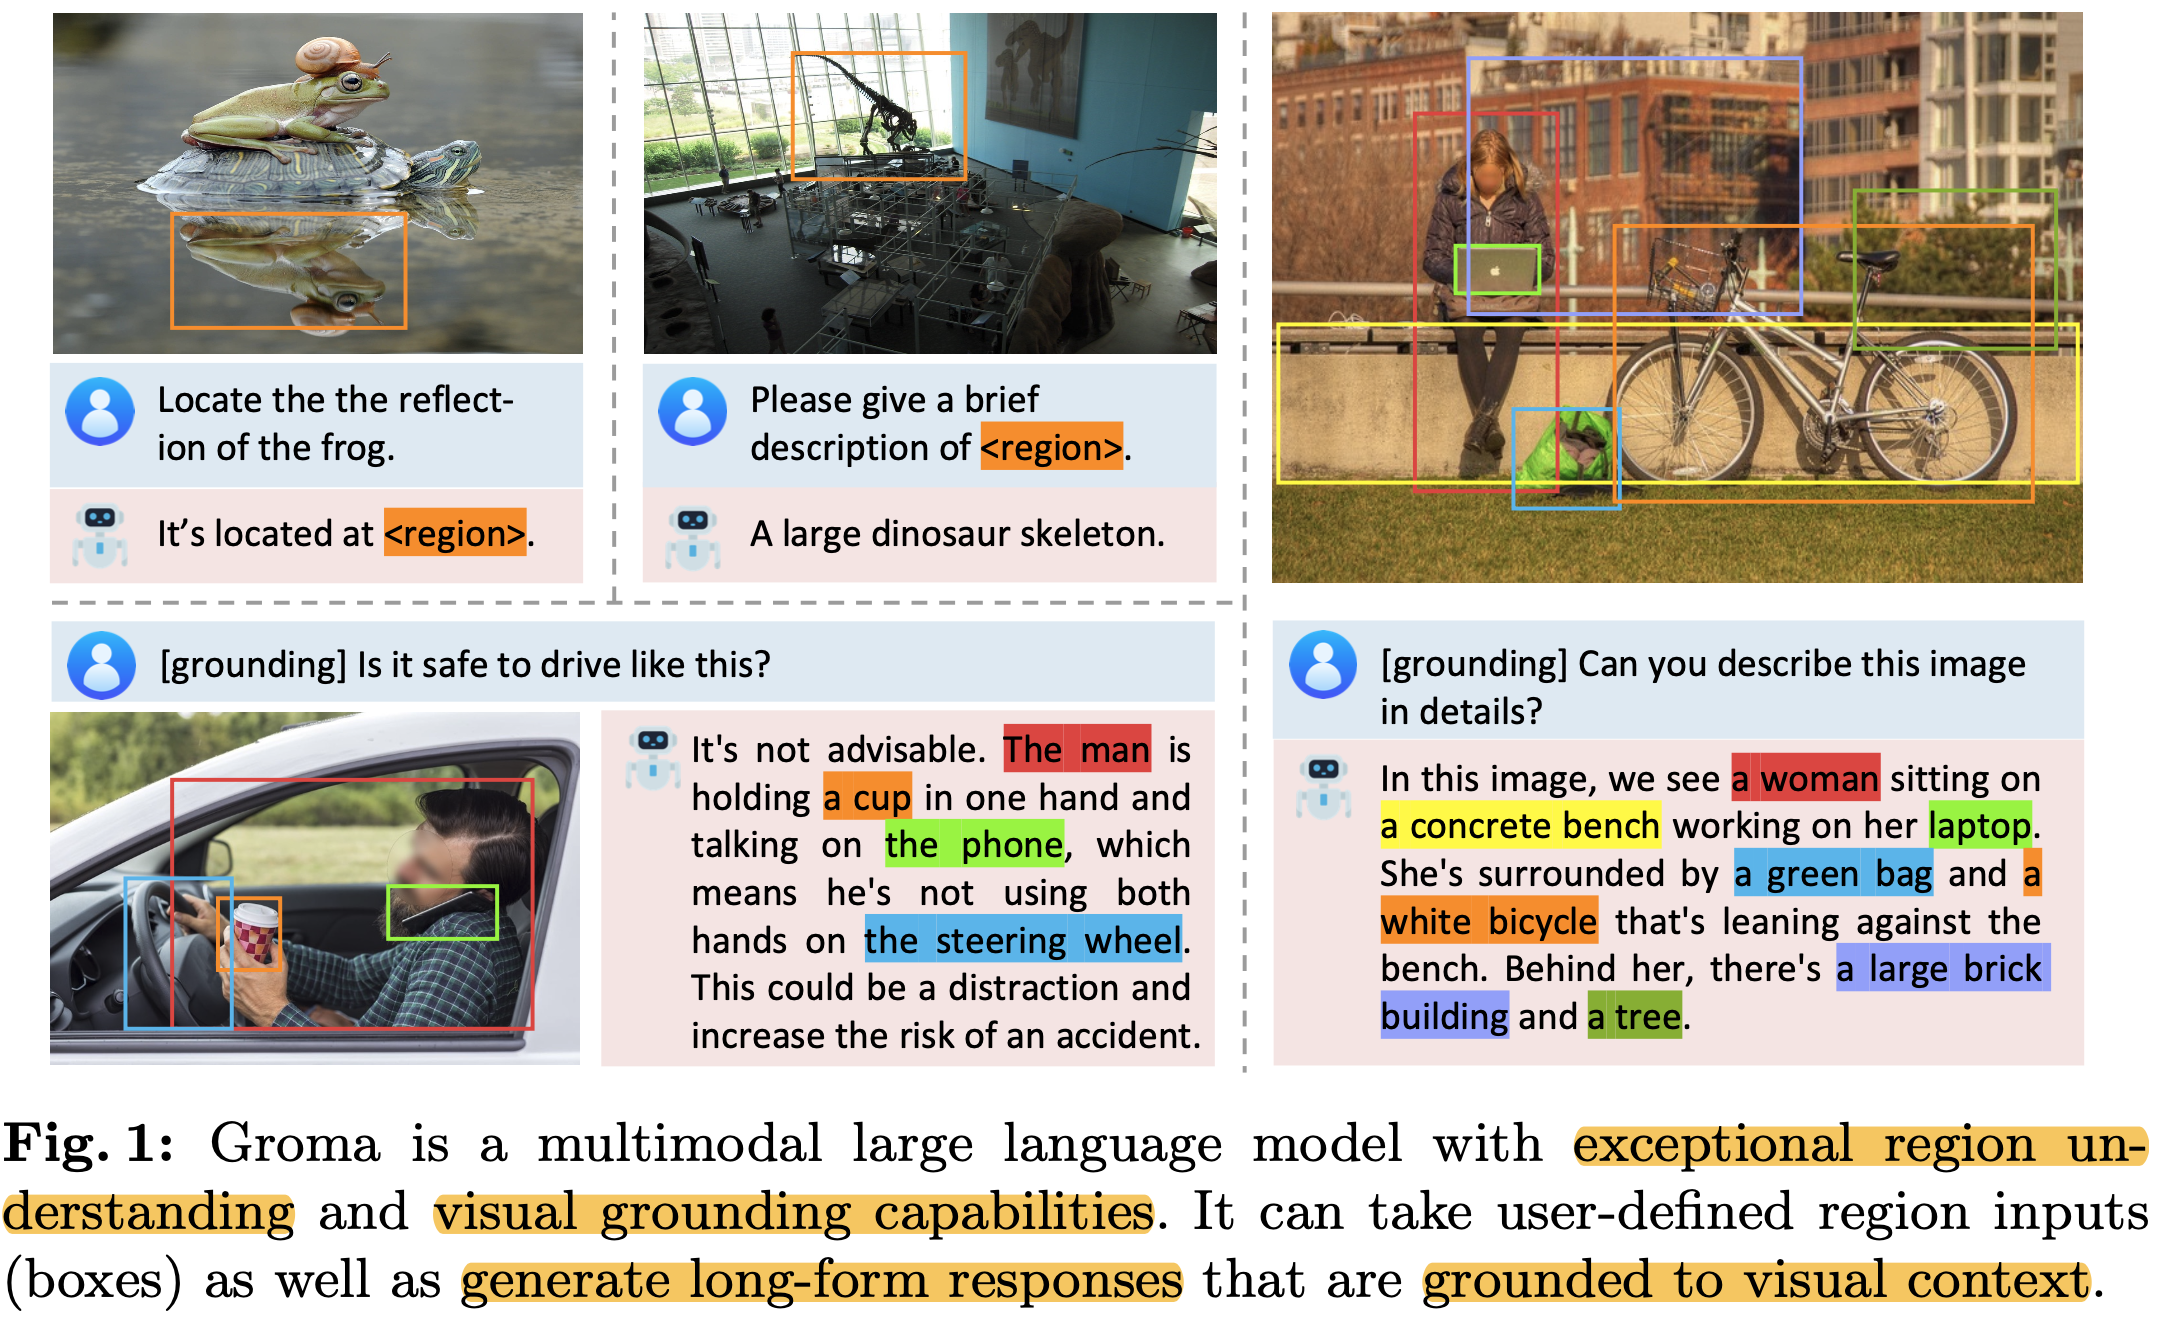 Locate the the reflect-
ion of the frog.
It’s located at <region>.
Please give a brief
description of <region>.
A large dinosaur skeleton.
[grounding] Is it safe to drive like this?
It's not advisable. The man is
holding a cup in one hand and
talking on the phone, which
means he's not using both
hands on the steering wheel.
This could be a distraction and
increase the risk of an accident.
[grounding] Can you describe this image
in details?
In this image, we see a woman sitting on
a concrete bench working on her laptop.
She's surrounded by a green bag and a
white bicycle that's leaning against the
bench. Behind her, there's a large brick
building and a tree.
Fig. 1: Groma is a multimodal large language model with exceptional region un-
derstanding and visual grounding capabilities. It can take user-defined region inputs
(boxes) as well as generate long-form responses that are grounded to visual context.